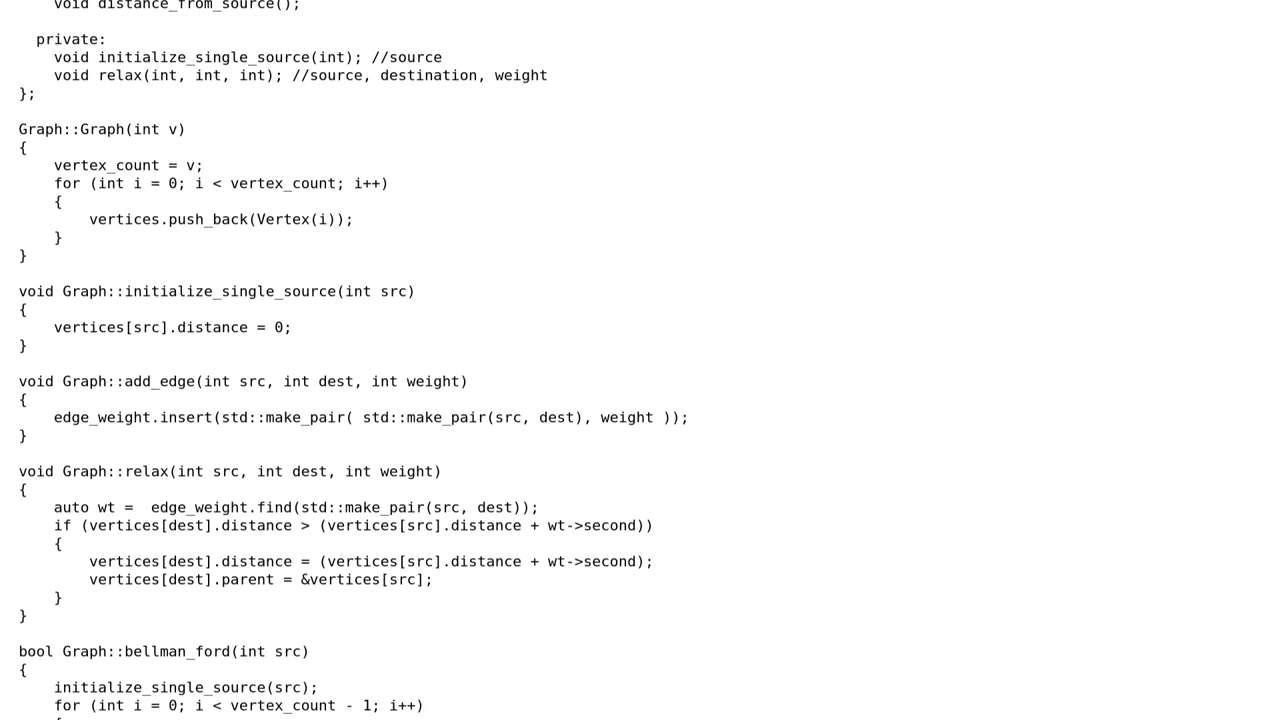 void distance_from_source();

  private:
    void initialize_single_source(int); //source
    void relax(int, int, int); //source, destination, weight
};

Graph::Graph(int v)
{
    vertex_count = v;
    for (int i = 0; i < vertex_count; i++)
    {
        vertices.push_back(Vertex(i));
    }
}

void Graph::initialize_single_source(int src)
{
    vertices[src].distance = 0;
}

void Graph::add_edge(int src, int dest, int weight)
{
    edge_weight.insert(std::make_pair( std::make_pair(src, dest), weight ));
}

void Graph::relax(int src, int dest, int weight)
{
    auto wt =  edge_weight.find(std::make_pair(src, dest));
    if (vertices[dest].distance > (vertices[src].distance + wt->second))
    {
        vertices[dest].distance = (vertices[src].distance + wt->second);
        vertices[dest].parent = &vertices[src];
    }
}

bool Graph::bellman_ford(int src)
{
    initialize_single_source(src);
    for (int i = 0; i < vertex_count - 1; i++)
    {